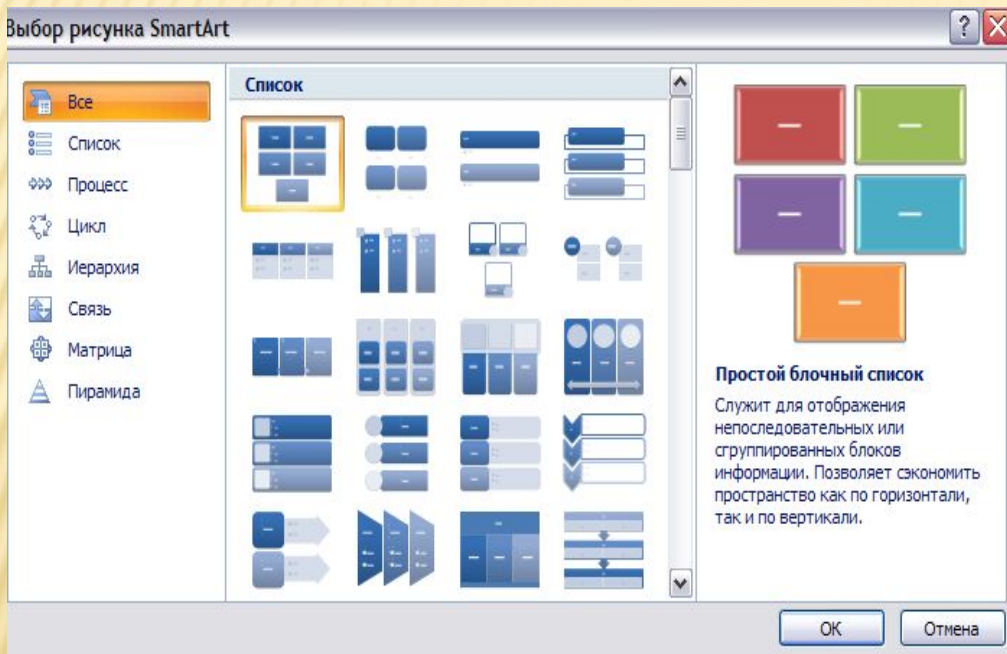 Выбор рисунка SmartArt
?
Все
Список
Процесс
Цикл
Иерархия
Связь
Матрица
Пирамида
Список
Простой блочный список
Служит для отображения
непоследовательных или
сгруппированных блоков
информации. Позволяет сэкономить
пространство как по горизонтали,
так и по вертикали.
ОК
Отмена